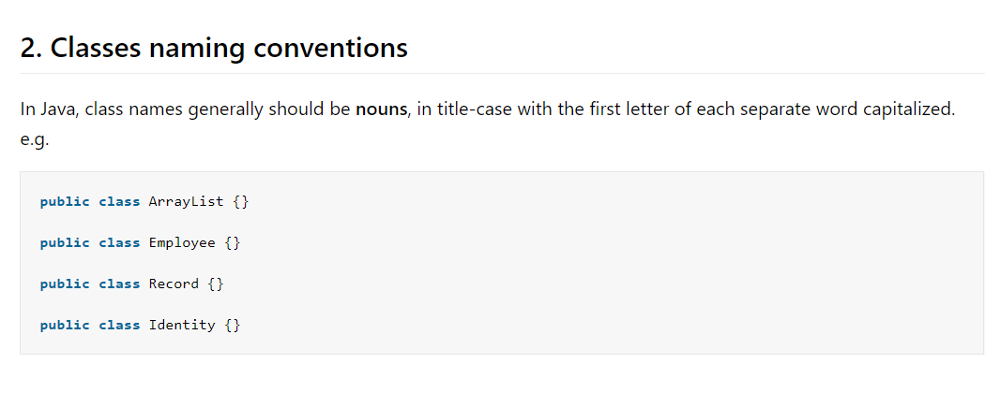 2. Classes naming conventions
In Java, class names generally should be nouns, in title-case with the first letter of each separate word capitalized.
e.g.
public class ArrayList {}
public class Employee {}
public class Record {}
public class Identity {}